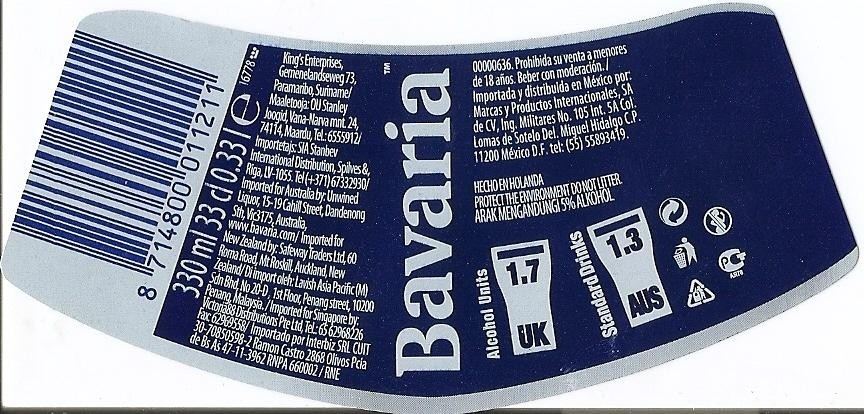 8 714800 011211
330 ml 33 cl 0.33 l e
16778
King's Enterprises,
Gemenelandseweg 73,
Paramaribo, Suriname/
Maaletooja: OU Stanley
Joogid, Vana-Narva mnt. 24,
74114, Maardu, Tel.: 6555912/
Importetajs: SIA Stanbev
International Distribution, Spilves 8,
Riga, LV-1055. Tel (+371) 67332930/
Imported for Australia by: Unwined
Liquor, 15-19 Cahill Street, Dandenong
Sth, Vic3175, Australia,
www.bavaria.com/ Imported for
New Zealand by: Safeway Traders Ltd, 60
Roma Road, Mt Roskill, Auckland, New
Zealand/ Di import oleh: Lavish Asia Pacific (M)
Sdn Bhd, No 20-D, 1st Floor, Penang street, 10200
Penang, Malaysia./ Imported for Singapore by:
Victoria88 Distributions Pte Ltd, Tel.: 65 62968226
Fax: 62969558/ Importado por Interbiz SRL CUIT
30-70850598-2 Ramon Castro 2868 Olivos Pcia
de Bs As 47-11-3962 RNPA 660002 / RNE
Bavaria™
00000636. Prohibida su venta a menores
de 18 años. Beber con moderación. /
Importada y distribuida en México por:
Marcas y Productos Internacionales, SA
de CV, Ing. Militares No. 105 Int. SA Col.
Lomas de Sotelo Del. Miguel Hidalgo C.P.
11200 México D.F. tel: (55) 55893419.
HECHO EN HOLANDA
PROTECT THE ENVIRONMENT DO NOT LITTER
ARAK MENGANDUNGI 5% ALKOHOL
Alcohol Units
1.7
UK
Standard Drinks
1.3
AUS